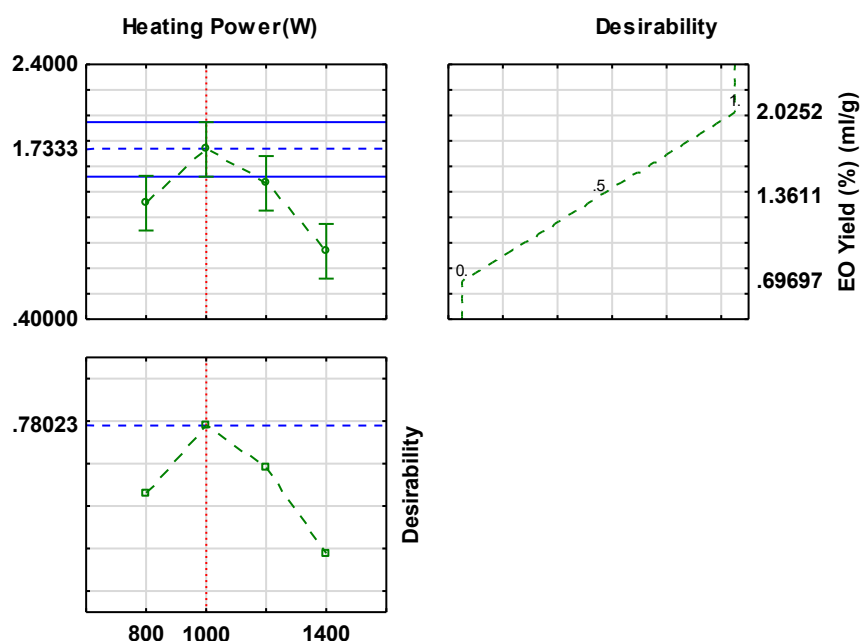 Heating Power(W)
Desirability
2.4000
1.7333
.40000
1.
.5
0.
2.0252
1.3611
.69697
EO Yield (%) (ml/g)
.78023
Desirability
800 1000 1400